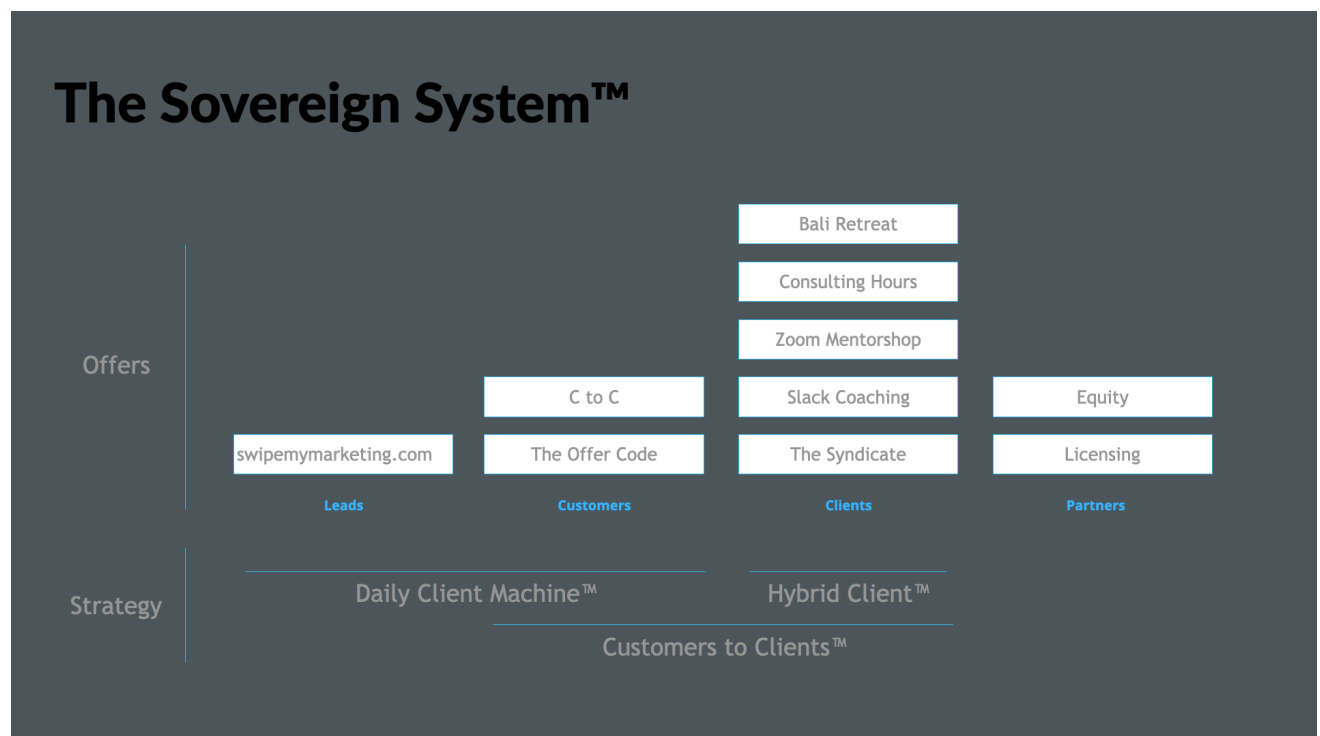 The Sovereign System™
Bali Retreat
Consulting Hours
Zoom Mentorshop
Offers
C to C
Slack Coaching
Equity
swipemymarketing.com
The Offer Code
The Syndicate
Licensing
Leads
Customers
Clients
Partners
Strategy
Daily Client Machine™
Hybrid Client™
Customers to Clients™